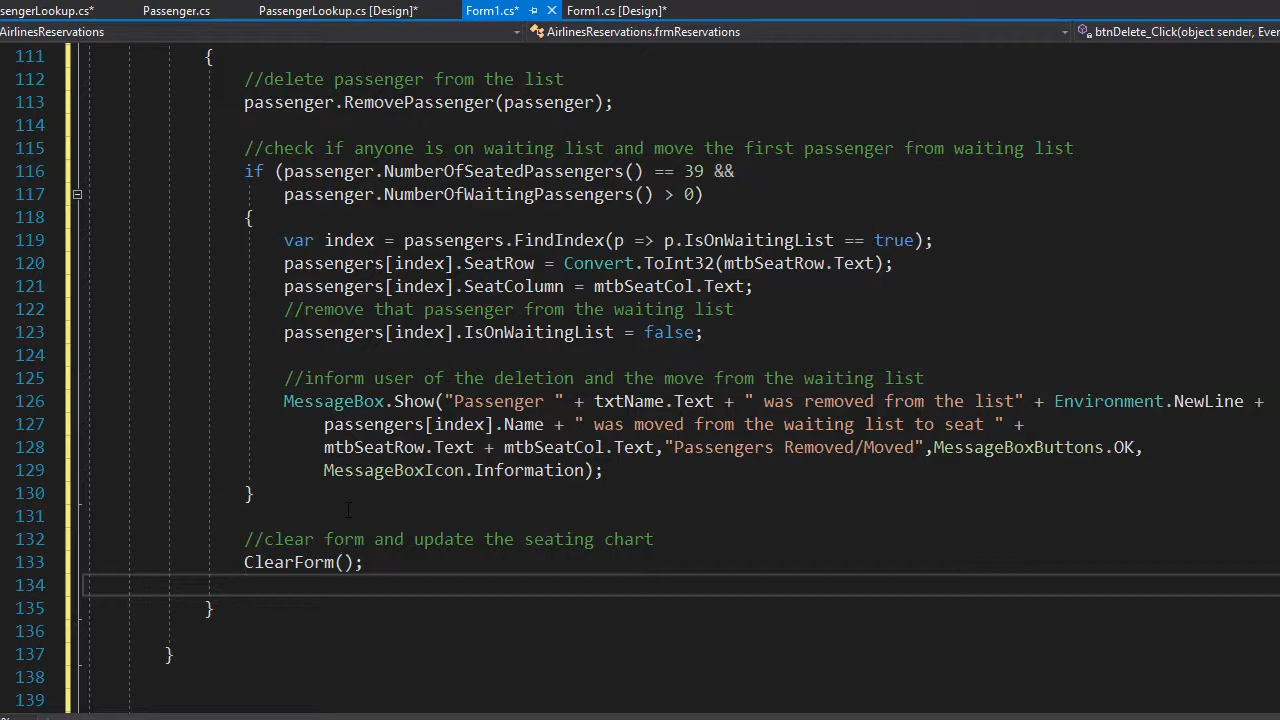 ssengerLookup.cs* Passenger.cs PassengerLookup.cs [Design]* Form1.cs* Form1.cs [Design]*
AirlinesReservations AirlinesReservations.frmReservations btnDelete_Click(object sender, Even
111 {
112 //delete passenger from the list
113 passenger.RemovePassenger(passenger);
114
115 //check if anyone is on waiting list and move the first passenger from waiting list
116 if (passenger.NumberOfSeatedPassengers() == 39 &&
117 passenger.NumberOfWaitingPassengers() > 0)
118 {
119 var index = passengers.FindIndex(p => p.IsOnWaitingList == true);
120 passengers[index].SeatRow = Convert.ToInt32(mtbSeatRow.Text);
121 passengers[index].SeatColumn = mtbSeatCol.Text;
122 //remove that passenger from the waiting list
123 passengers[index].IsOnWaitingList = false;
124
125 //inform user of the deletion and the move from the waiting list
126 MessageBox.Show("Passenger " + txtName.Text + " was removed from the list" + Environment.NewLine +
127 passengers[index].Name + " was moved from the waiting list to seat " +
128 mtbSeatRow.Text + mtbSeatCol.Text,"Passengers Removed/Moved",MessageBoxButtons.OK,
129 MessageBoxIcon.Information);
130 }
131
132 //clear form and update the seating chart
133 ClearForm();
134
135 }
136
137 }
138
139